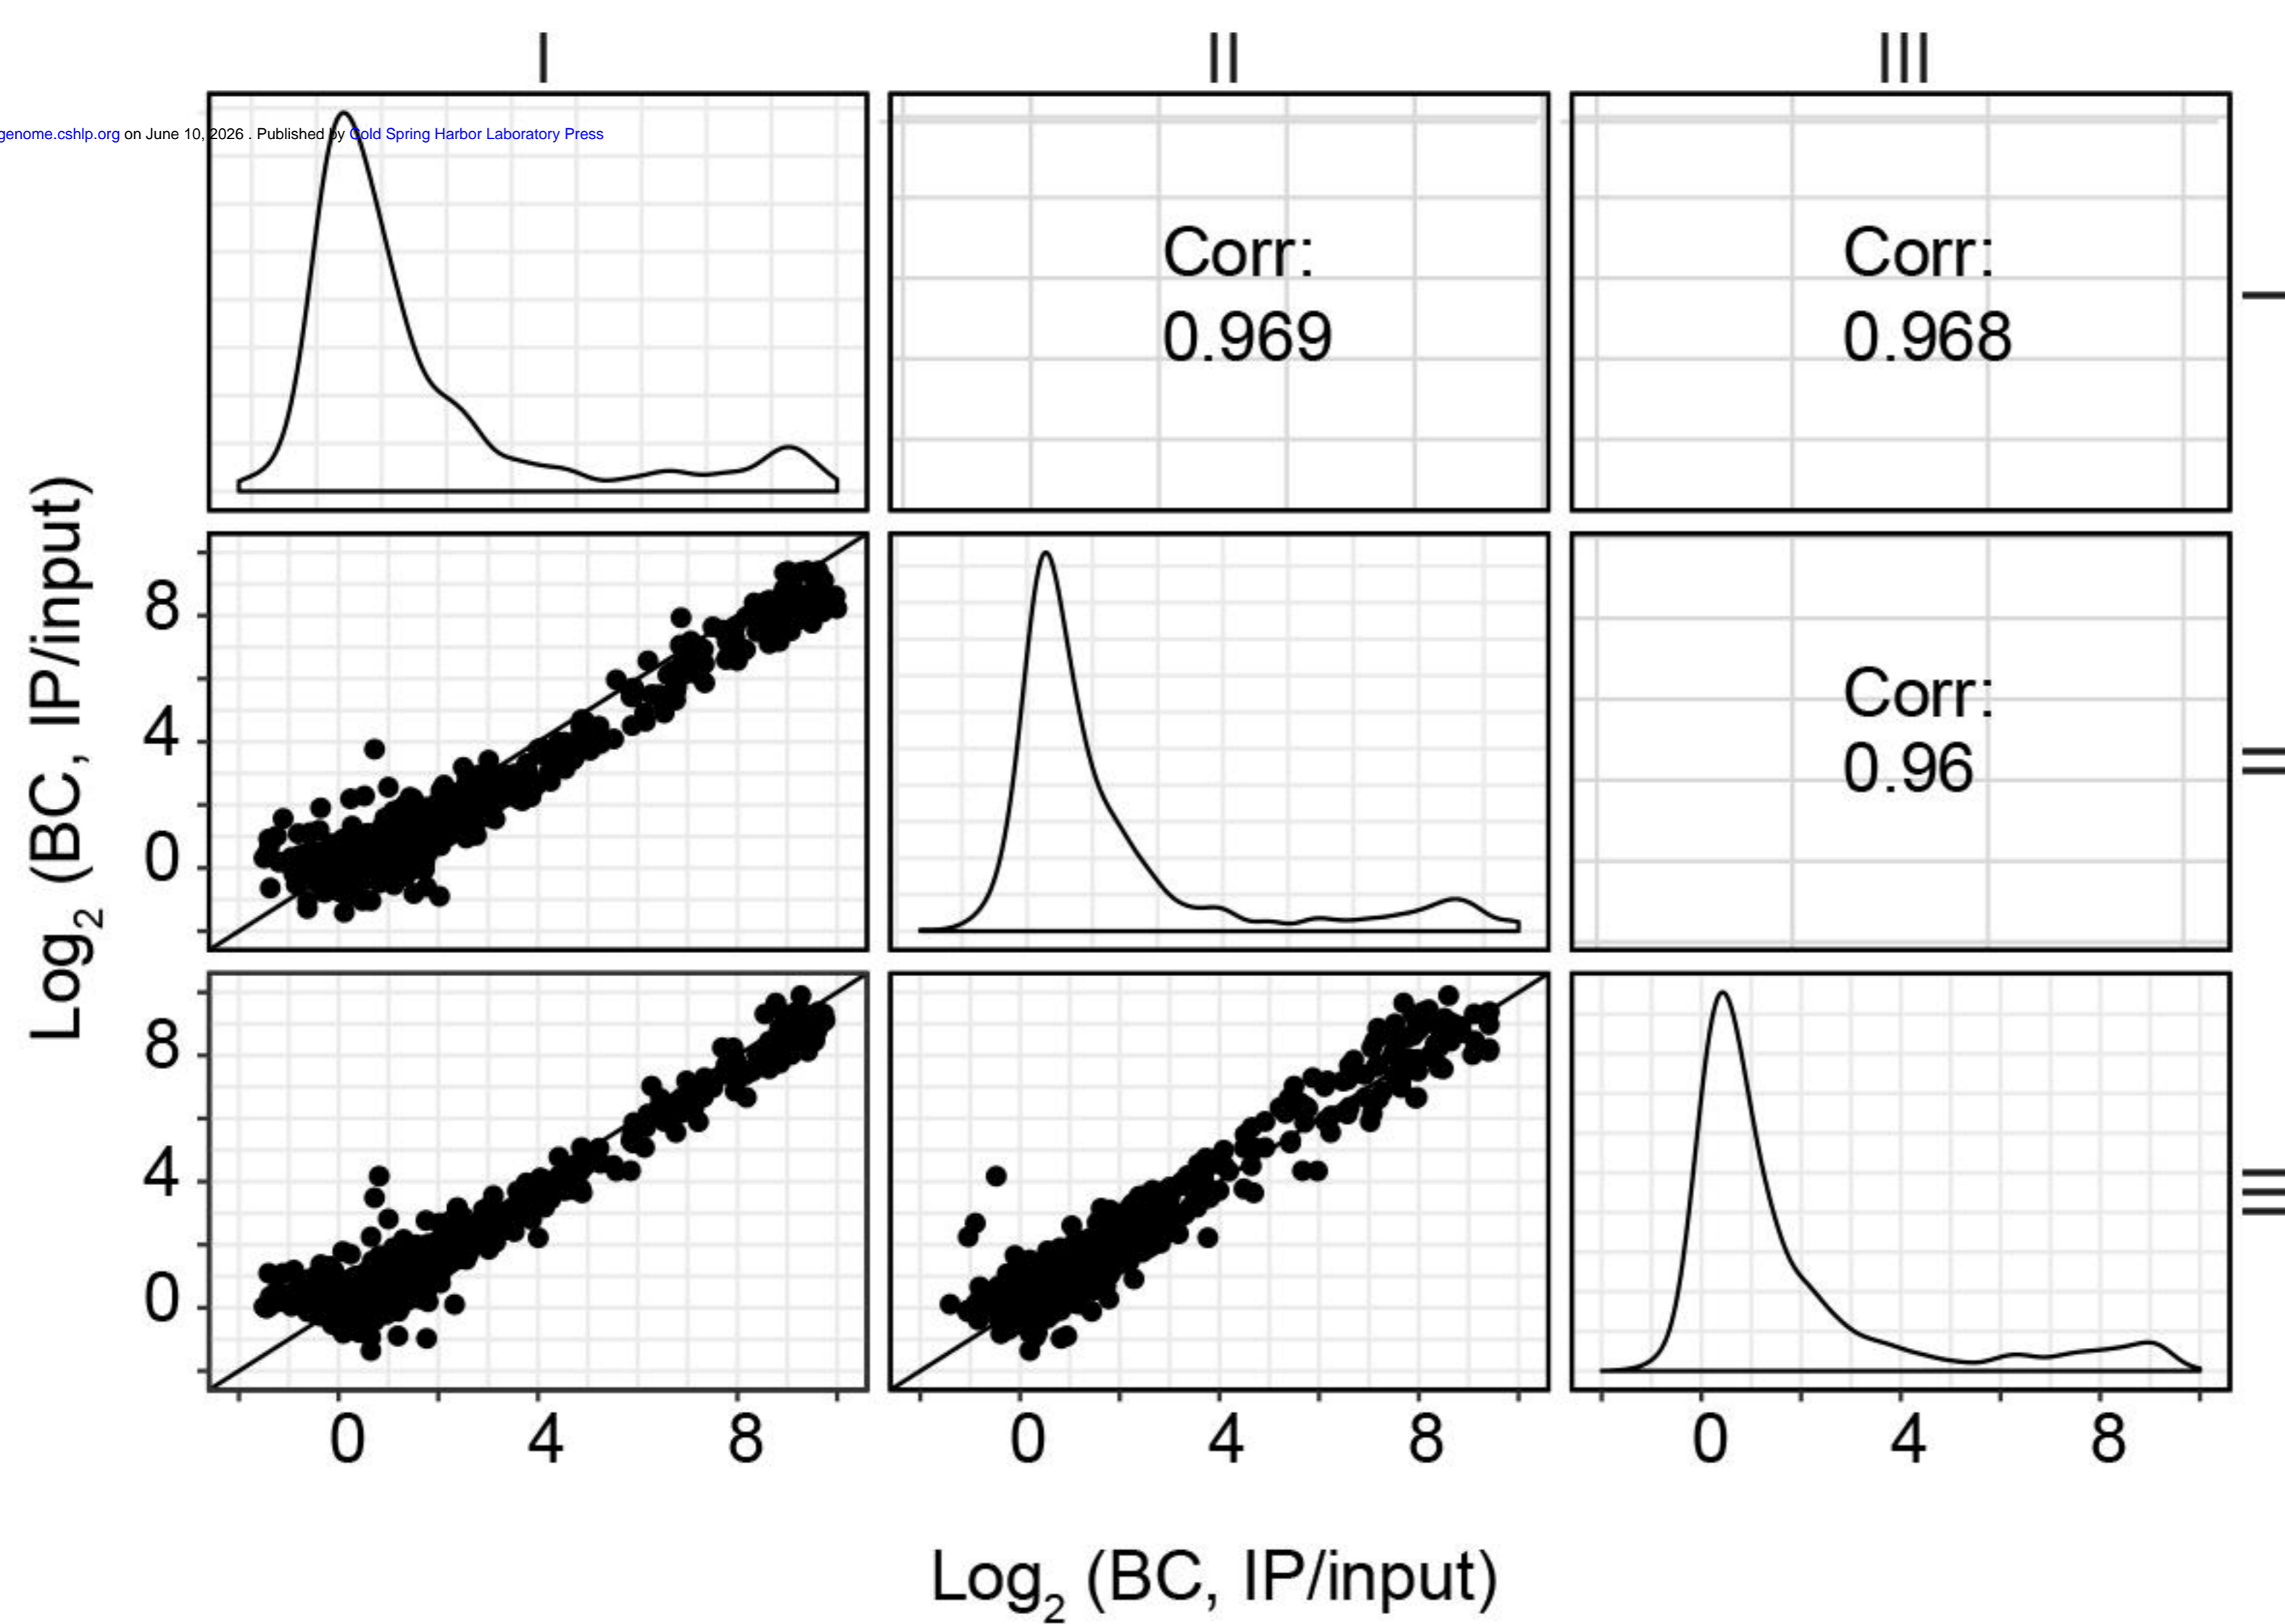 I II III
genome.cshlp.org on June 10, 2026 . Published by Cold Spring Harbor Laboratory Press
Corr:
0.969
Corr:
0.968
I
Log2 (BC, IP/input)
8
4
0
Corr:
0.96
II
8
4
0
III
0 4 8 0 4 8 0 4 8
Log2 (BC, IP/input)